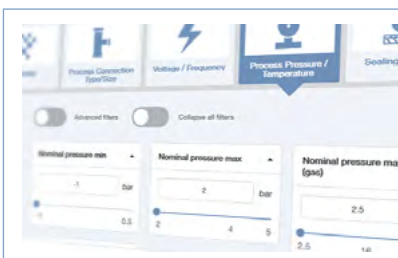 Process Connection
Type/Size
Voltage / Frequency
Process Pressure /
Temperature
Sealing
Advanced filters
Collapse all filters
Nominal pressure min
-1
bar
-1
0.5
Nominal pressure max
2
bar
2
4
5
Nominal pressure ma
(gas)
2.5
2.5
16